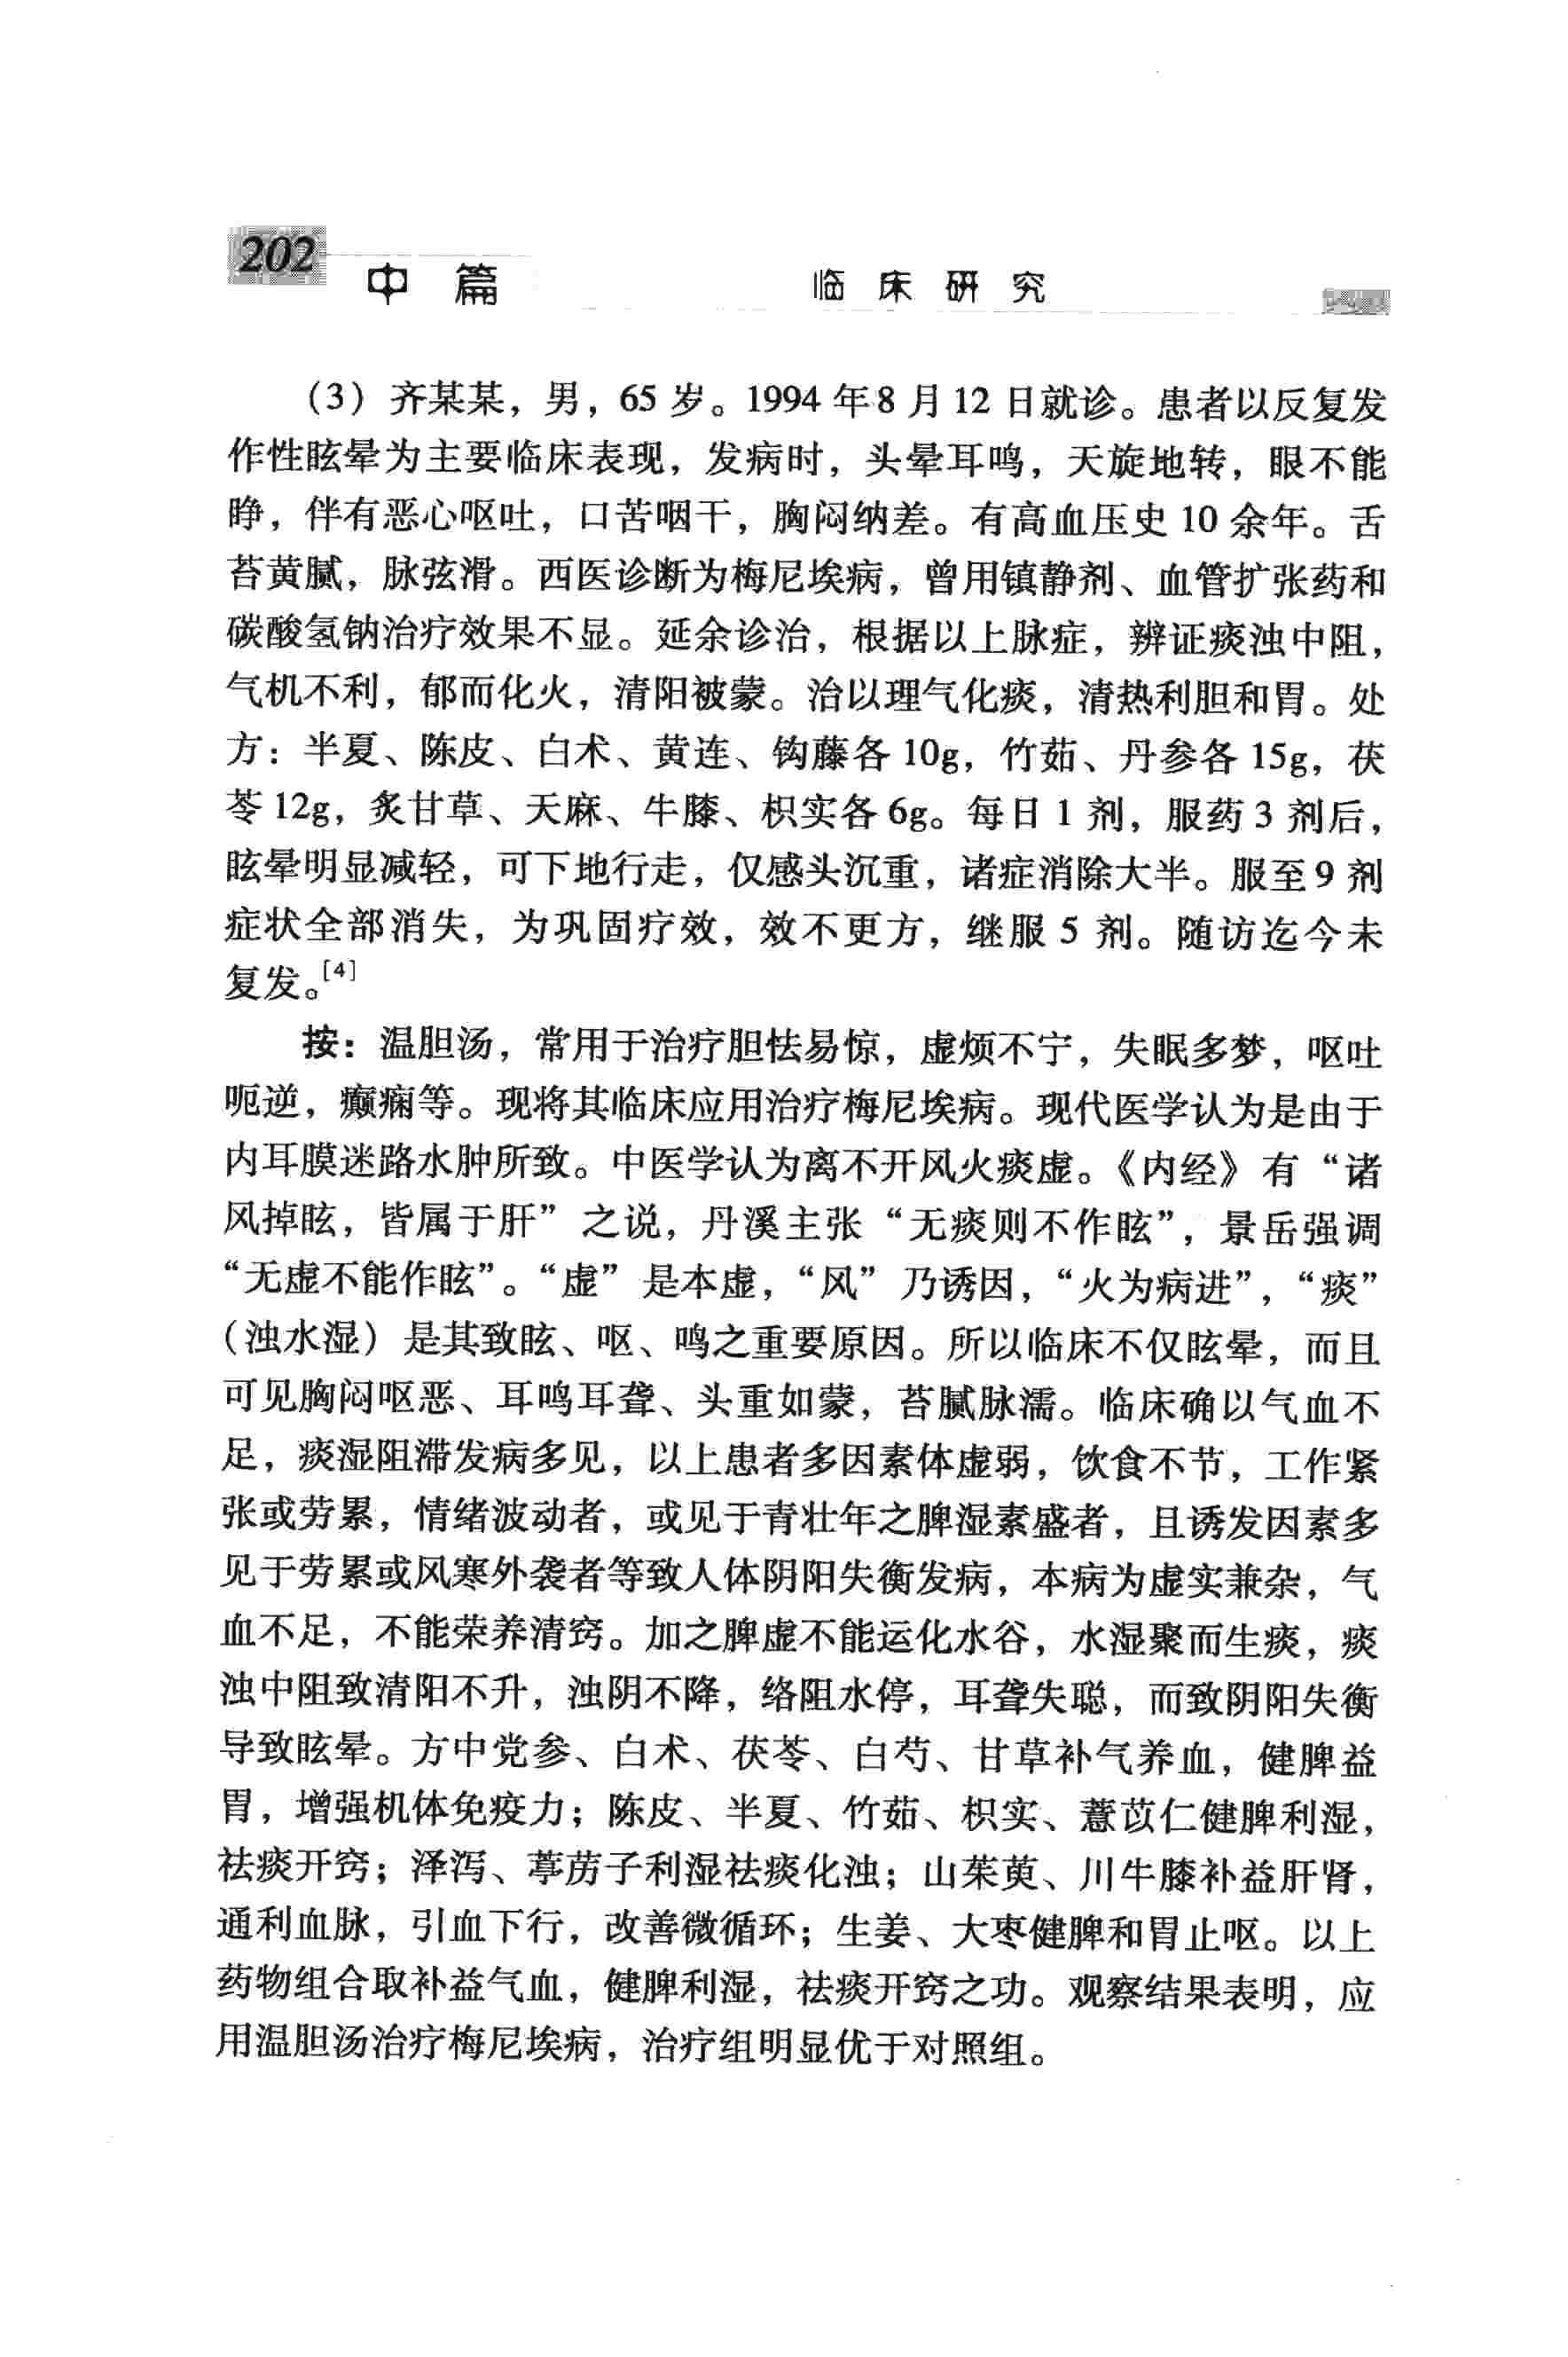 202
中 篇 临床研究
（3）齐某某，男，65 岁。1994 年8 月 12 日就诊。患者以反复发
作性眩晕为主要临床表现，发病时，头晕耳鸣，天旋地转，眼不能
睁，伴有恶心呕吐，口苦咽干，胸闷纳差。有高血压史 10 余年。舌
苔黄腻，脉弦滑。西医诊断为梅尼埃病，曾用镇静剂、血管扩张药和
碳酸氢钠治疗效果不显。延余诊治，根据以上脉症，辨证痰浊中阻，
气机不利，郁而化火，清阳被蒙。治以理气化痰，清热利胆和胃。处
方：半夏、陈皮、白术、黄连、钩藤各 10g，竹茹、丹参各 15g，茯
苓 12g，炙甘草、天麻、牛膝、枳实各 6g。每日 1 剂，服药 3 剂后，
眩晕明显减轻，可下地行走，仅感头沉重，诸症消除大半。服至 9 剂
症状全部消失，为巩固疗效，效不更方，继服 5 剂。随访迄今未
复发。[4]
按：温胆汤，常用于治疗胆怯易惊，虚烦不宁，失眠多梦，呕吐
呃逆，癫痫等。现将其临床应用治疗梅尼埃病。现代医学认为是由于
内耳膜迷路水肿所致。中医学认为离不开风火痰虚。《内经》有“诸
风掉眩，皆属于肝”之说，丹溪主张“无痰则不作眩”，景岳强调
“无虚不能作眩”。“虚”是本虚，“风”乃诱因，“火为病进”，“痰”
（浊水湿）是其致眩、呕、鸣之重要原因。所以临床不仅眩晕，而且
可见胸闷呕恶、耳鸣耳聋、头重如蒙，苔腻脉濡。临床确以气血不
足，痰湿阻滞发病多见，以上患者多因素体虚弱，饮食不节，工作紧
张或劳累，情绪波动者，或见于青壮年之脾湿素盛者，且诱发因素多
见于劳累或风寒外袭者等致人体阴阳失衡发病，本病为虚实兼杂，气
血不足，不能荣养清窍。加之脾虚不能运化水谷，水湿聚而生痰，痰
浊中阻致清阳不升，浊阴不降，络阻水停，耳聋失聪，而致阴阳失衡
导致眩晕。方中党参、白术、茯苓、白芍、甘草补气养血，健脾益
胃，增强机体免疫力；陈皮、半夏、竹茹、枳实、薏苡仁健脾利湿，
祛痰开窍；泽泻、葶苈子利湿祛痰化浊；山茱萸、川牛膝补益肝肾，
通利血脉，引血下行，改善微循环；生姜、大枣健脾和胃止呕。以上
药物组合取补益气血，健脾利湿，祛痰开窍之功。观察结果表明，应
用温胆汤治疗梅尼埃病，治疗组明显优于对照组。